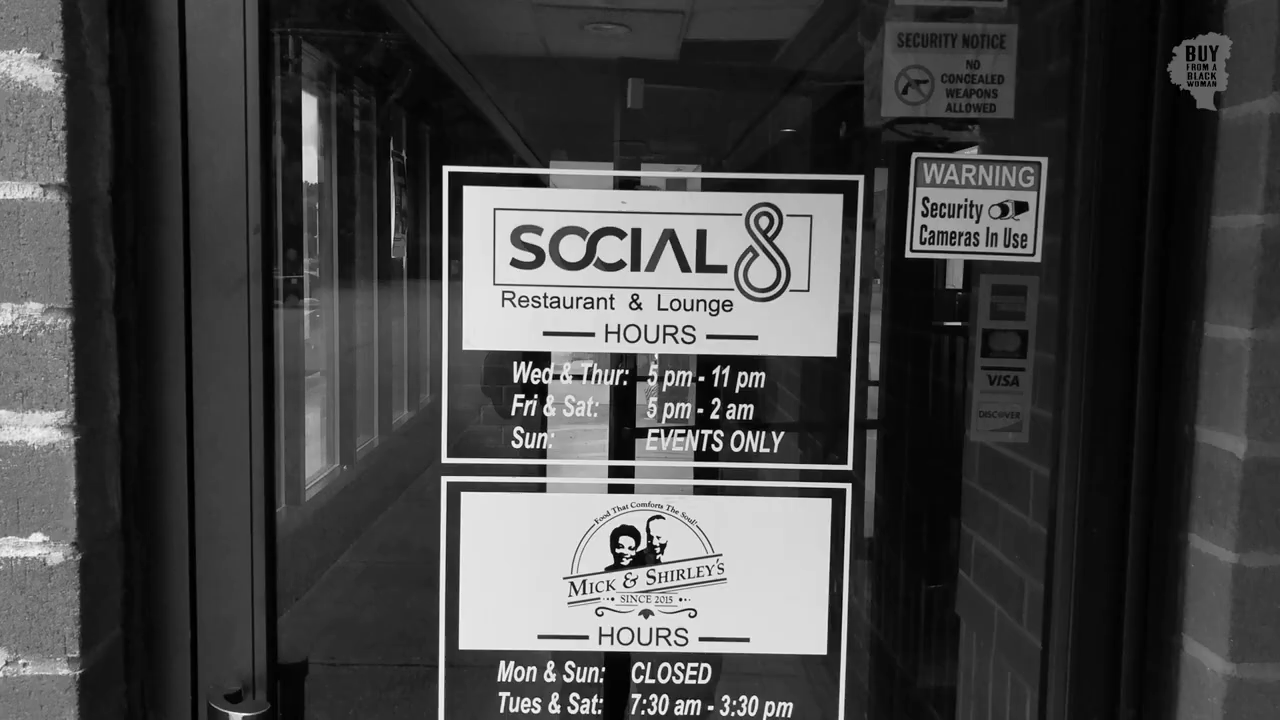 BUY
FROM A
BLACK
WOMAN
SECURITY NOTICE
NO
CONCEALED
WEAPONS
ALLOWED
WARNING
Security
Cameras In Use
SOCIAL 8
Restaurant & Lounge
HOURS
Wed & Thur: 5 pm - 11 pm
Fri & Sat: 5 pm - 2 am
Sun: EVENTS ONLY
VISA
DISCOVER
Food That Comforts The Soul!
MICK & SHIRLEY'S
SINCE 2015
HOURS
Mon & Sun: CLOSED
Tues & Sat: 7:30 am - 3:30 pm